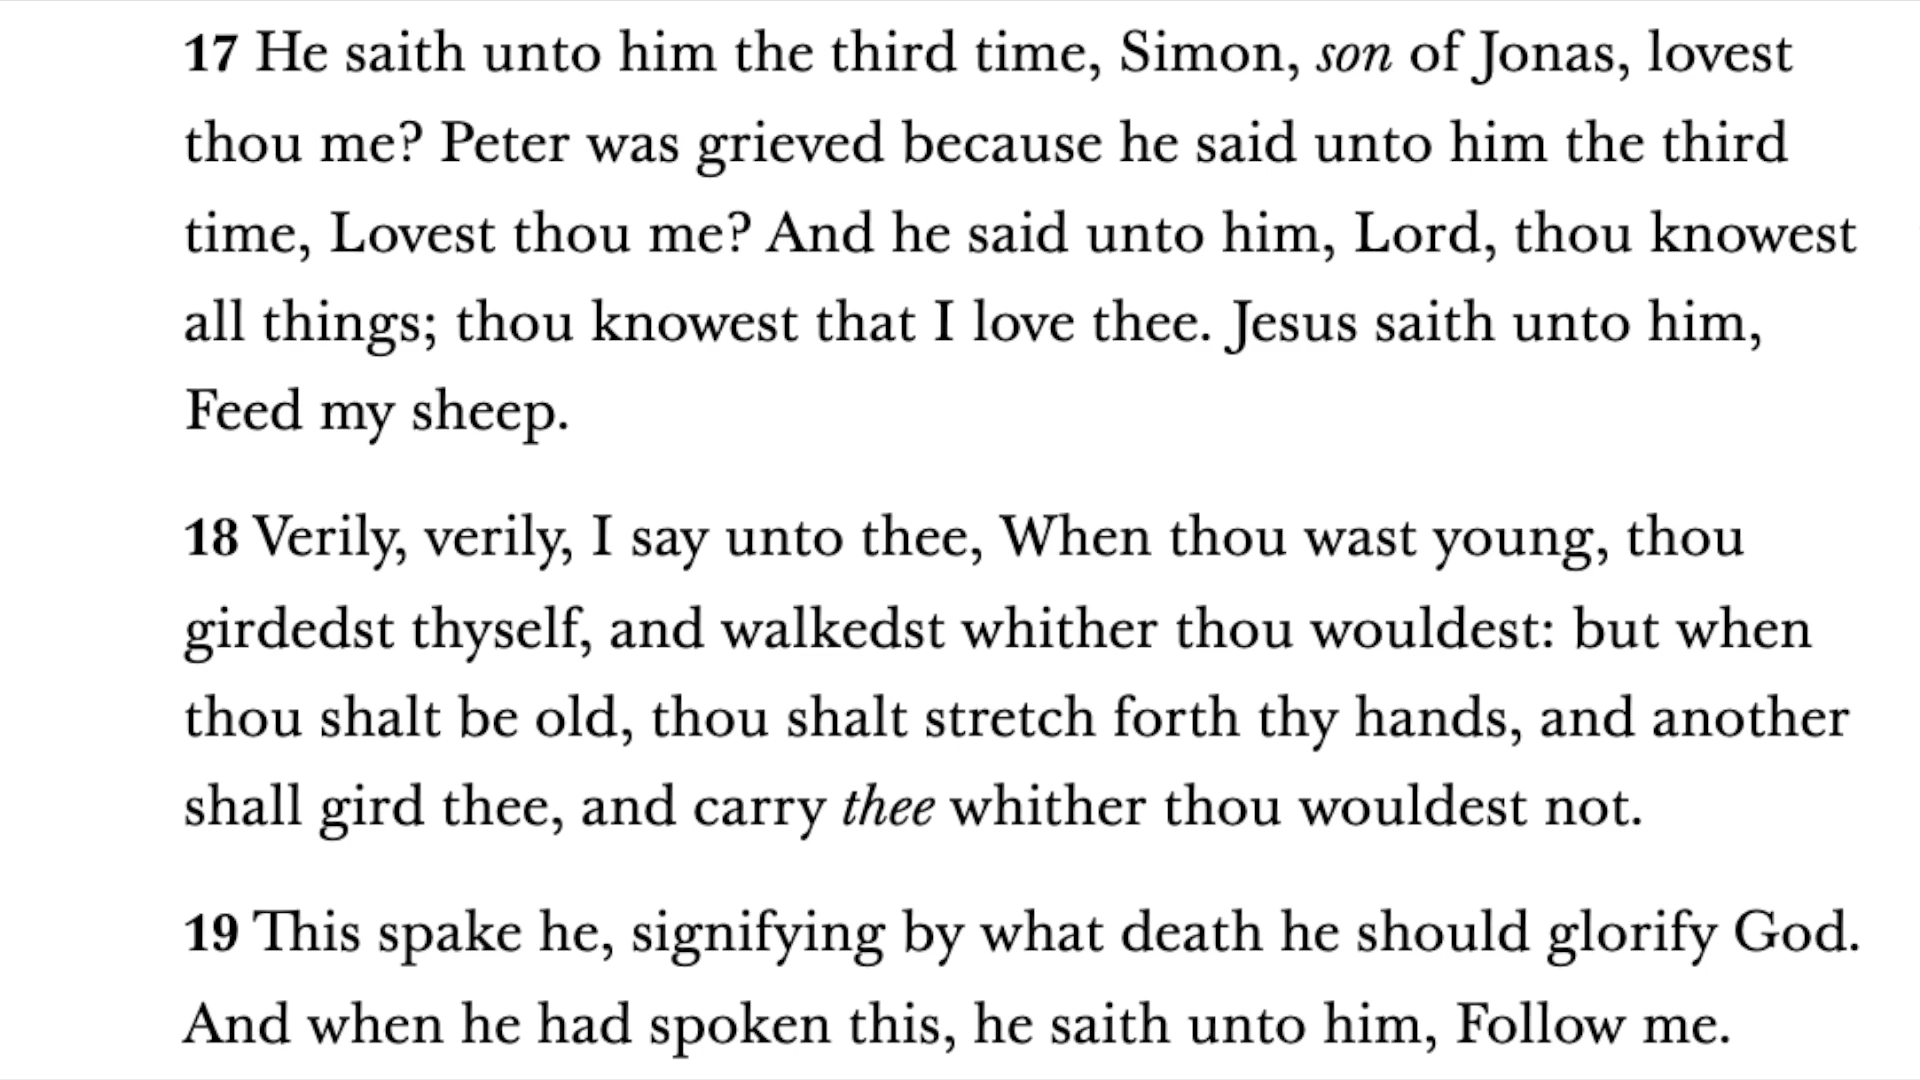 17 He saith unto him the third time, Simon, son of Jonas, lovest
thou me? Peter was grieved because he said unto him the third
time, Lovest thou me? And he said unto him, Lord, thou knowest
all things; thou knowest that I love thee. Jesus saith unto him,
Feed my sheep.
18 Verily, verily, I say unto thee, When thou wast young, thou
girdedst thyself, and walkedst whither thou wouldest: but when
thou shalt be old, thou shalt stretch forth thy hands, and another
shall gird thee, and carry thee whither thou wouldest not.
19 This spake he, signifying by what death he should glorify God.
And when he had spoken this, he saith unto him, Follow me.